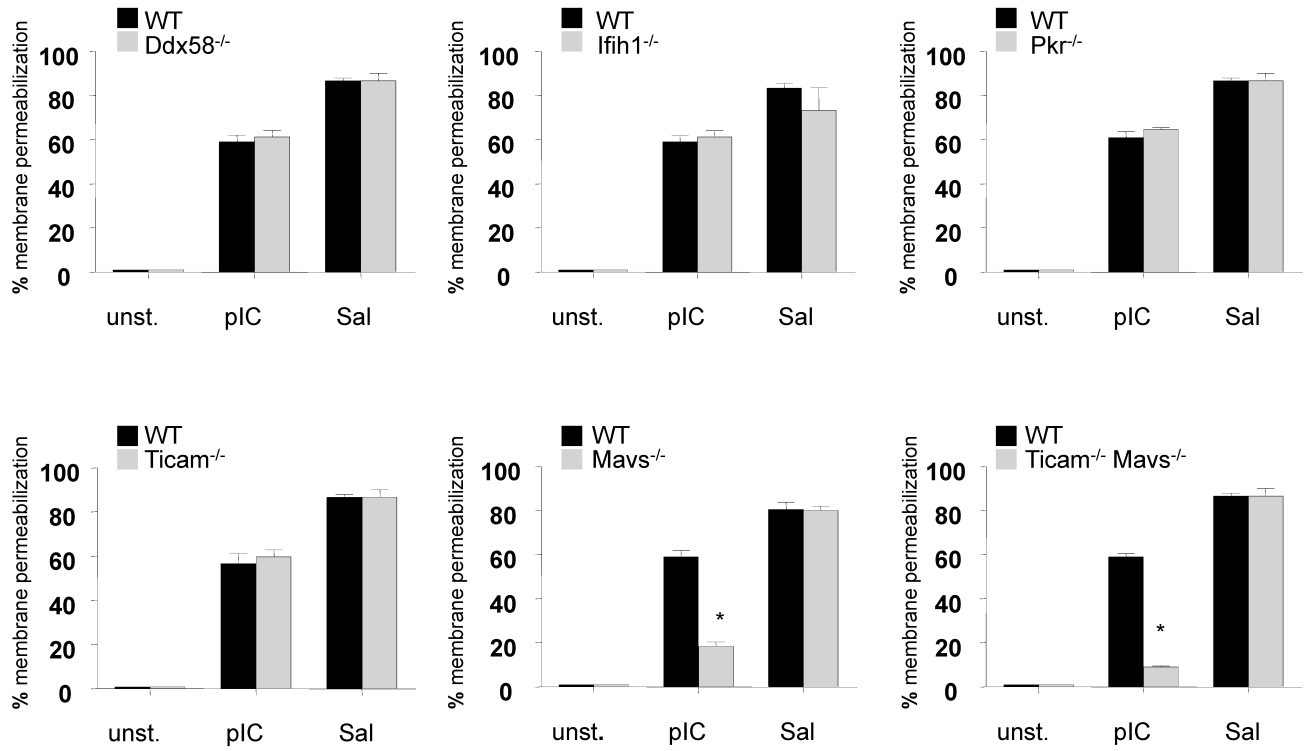 WT
Ddx58-/-
% membrane permeabilization
100
80
60
40
20
0
unst. pIC Sal
WT
Ifih1-/-
% membrane permeabilization
100
80
60
40
20
0
unst. pIC Sal
WT
Pkr-/-
% membrane permeabilization
100
80
60
40
20
0
unst. pIC Sal
WT
Ticam-/-
% membrane permeabilization
100
80
60
40
20
0
unst. pIC Sal
WT
Mavs-/-
% membrane permeabilization
100
80
60
40
20
0
*
unst. pIC Sal
WT
Ticam-/- Mavs-/-
% membrane permeabilization
100
80
60
40
20
0
*
unst. pIC Sal